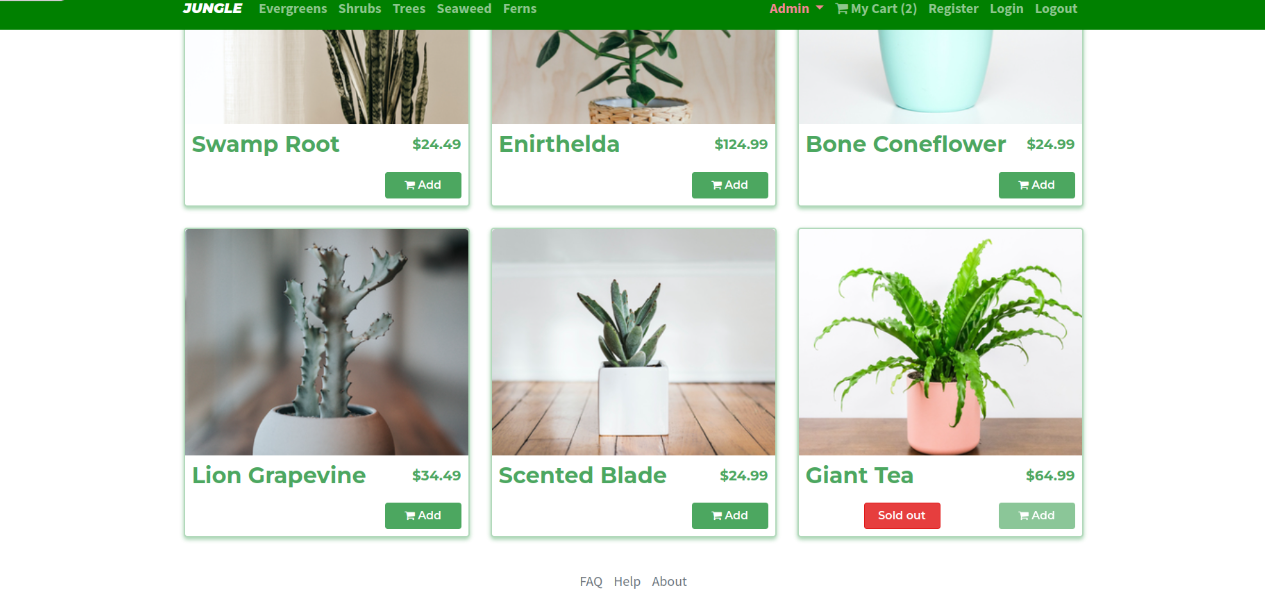 JUNGLE Evergreens Shrubs Trees Seaweed Ferns Admin My Cart (2) Register Login Logout
Swamp Root $24.49 Enirthelda $124.99 Bone Coneflower $24.99
Add Add Add
Lion Grapevine $34.49 Scented Blade $24.99 Giant Tea $64.99
Add Add Sold out Add
FAQ Help About